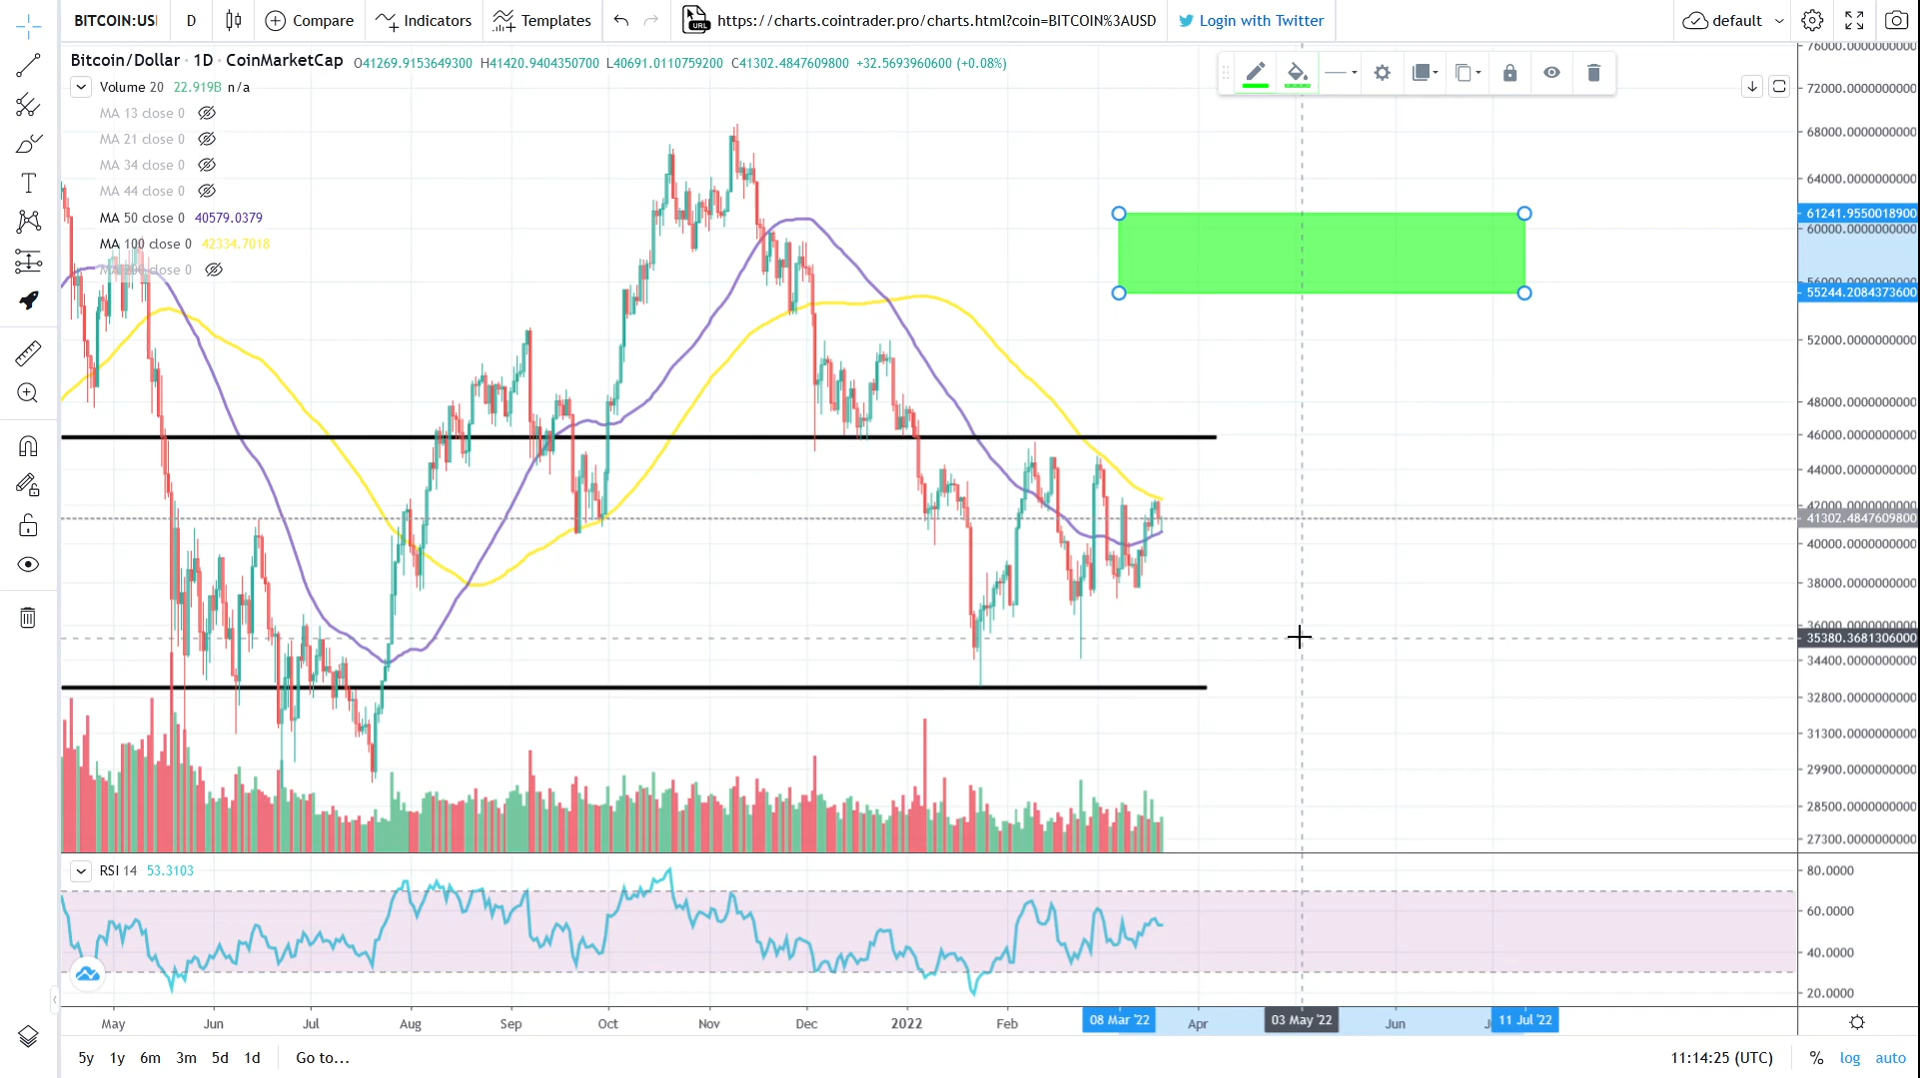 BITCOIN:US
D
Compare
Indicators
Templates
URL
https://charts.cointrader.pro/charts.html?coin=BITCOIN%3AUSD
Login with Twitter
default
Bitcoin/Dollar · 1D · CoinMarketCap
O41269.9153649300 H41420.9404350700 L40691.0110759200 C41302.4847609800 +32.5693960600 (+0.08%)
Volume 20 22.919B n/a
MA 13 close 0
MA 21 close 0
MA 34 close 0
MA 44 close 0
MA 50 close 0 40579.0379
MA 100 close 0 42334.7018
MA 200 close 0
76000.0000000000
72000.0000000000
68000.0000000000
64000.0000000000
61241.9550018900
60000.0000000000
55244.2084373600
52000.0000000000
48000.0000000000
46000.0000000000
44000.0000000000
42000.0000000000
41302.4847609800
40000.0000000000
38000.0000000000
36000.0000000000
35380.3681306000
34400.0000000000
32800.0000000000
31300.0000000000
29900.0000000000
28500.0000000000
27300.0000000000
RSI 14 53.3103
80.0000
60.0000
40.0000
20.0000
May Jun Jul Aug Sep Oct Nov Dec 2022 Feb 08 Mar '22 Apr 03 May '22 Jun 11 Jul '22
5y 1y 6m 3m 5d 1d Go to... 11:14:25 (UTC) % log auto